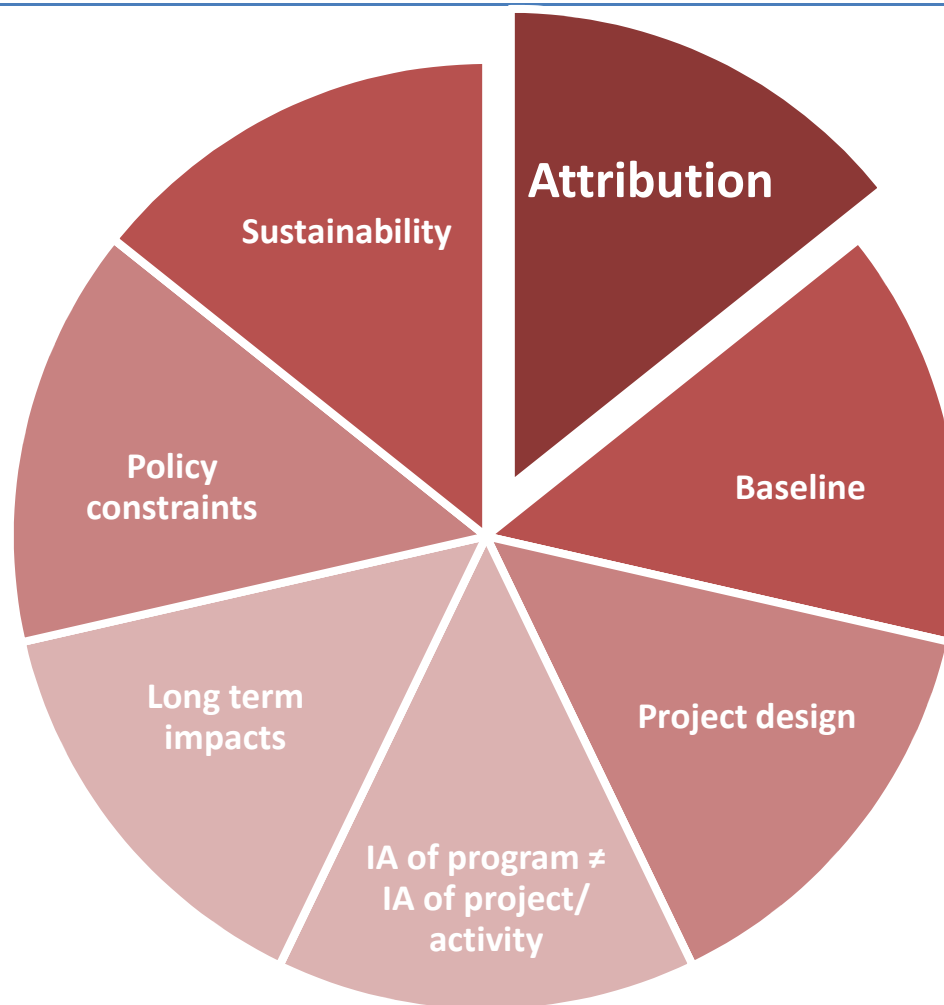 Attribution
Sustainability
Baseline
Policy
constraints
Long term
impacts
Project design
IA of program ≠
IA of project/
activity